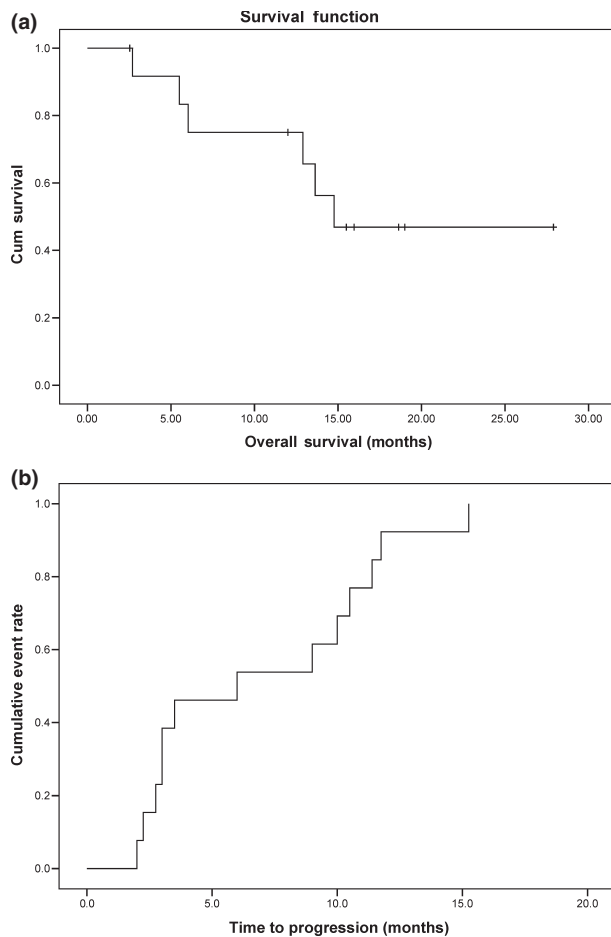 (a)
Survival function
1.0
0.8
0.6
0.4
0.2
0.0
Cum survival
0.00 5.00 10.00 15.00 20.00 25.00 30.00
Overall survival (months)
(b)
1.0
0.8
0.6
0.4
0.2
0.0
Cumulative event rate
0.0 5.0 10.0 15.0 20.0
Time to progression (months)